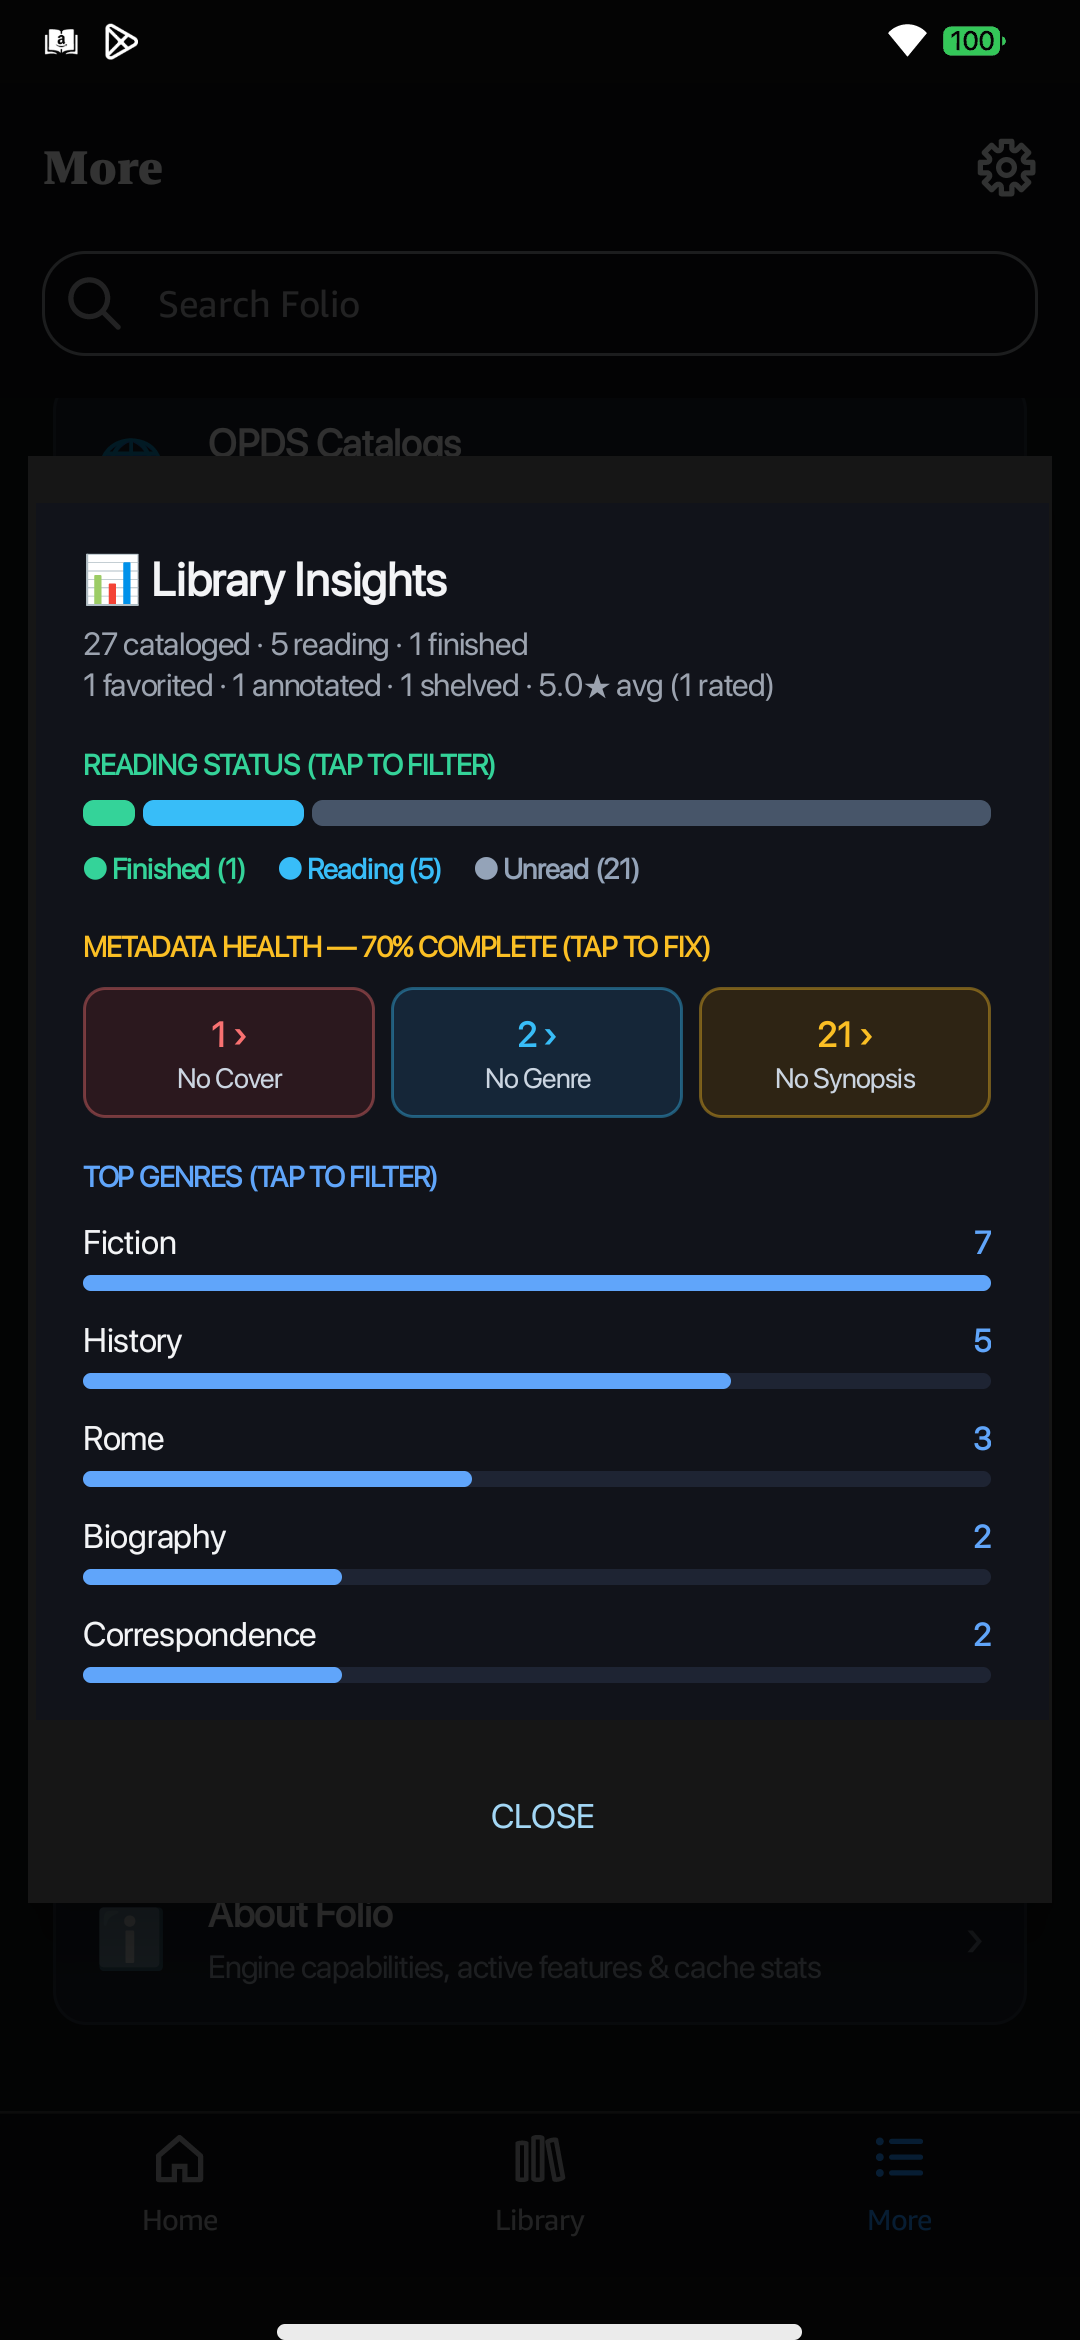 100
More
Search Folio
OPDS Catalogs
📊 Library Insights
27 cataloged · 5 reading · 1 finished
1 favorited · 1 annotated · 1 shelved · 5.0★ avg (1 rated)
READING STATUS (TAP TO FILTER)
Finished (1) Reading (5) Unread (21)
METADATA HEALTH — 70% COMPLETE (TAP TO FIX)
1 › 2 › 21 ›
No Cover No Genre No Synopsis
TOP GENRES (TAP TO FILTER)
Fiction 7
History 5
Rome 3
Biography 2
Correspondence 2
CLOSE
About Folio
Engine capabilities, active features & cache stats ›
Home Library More